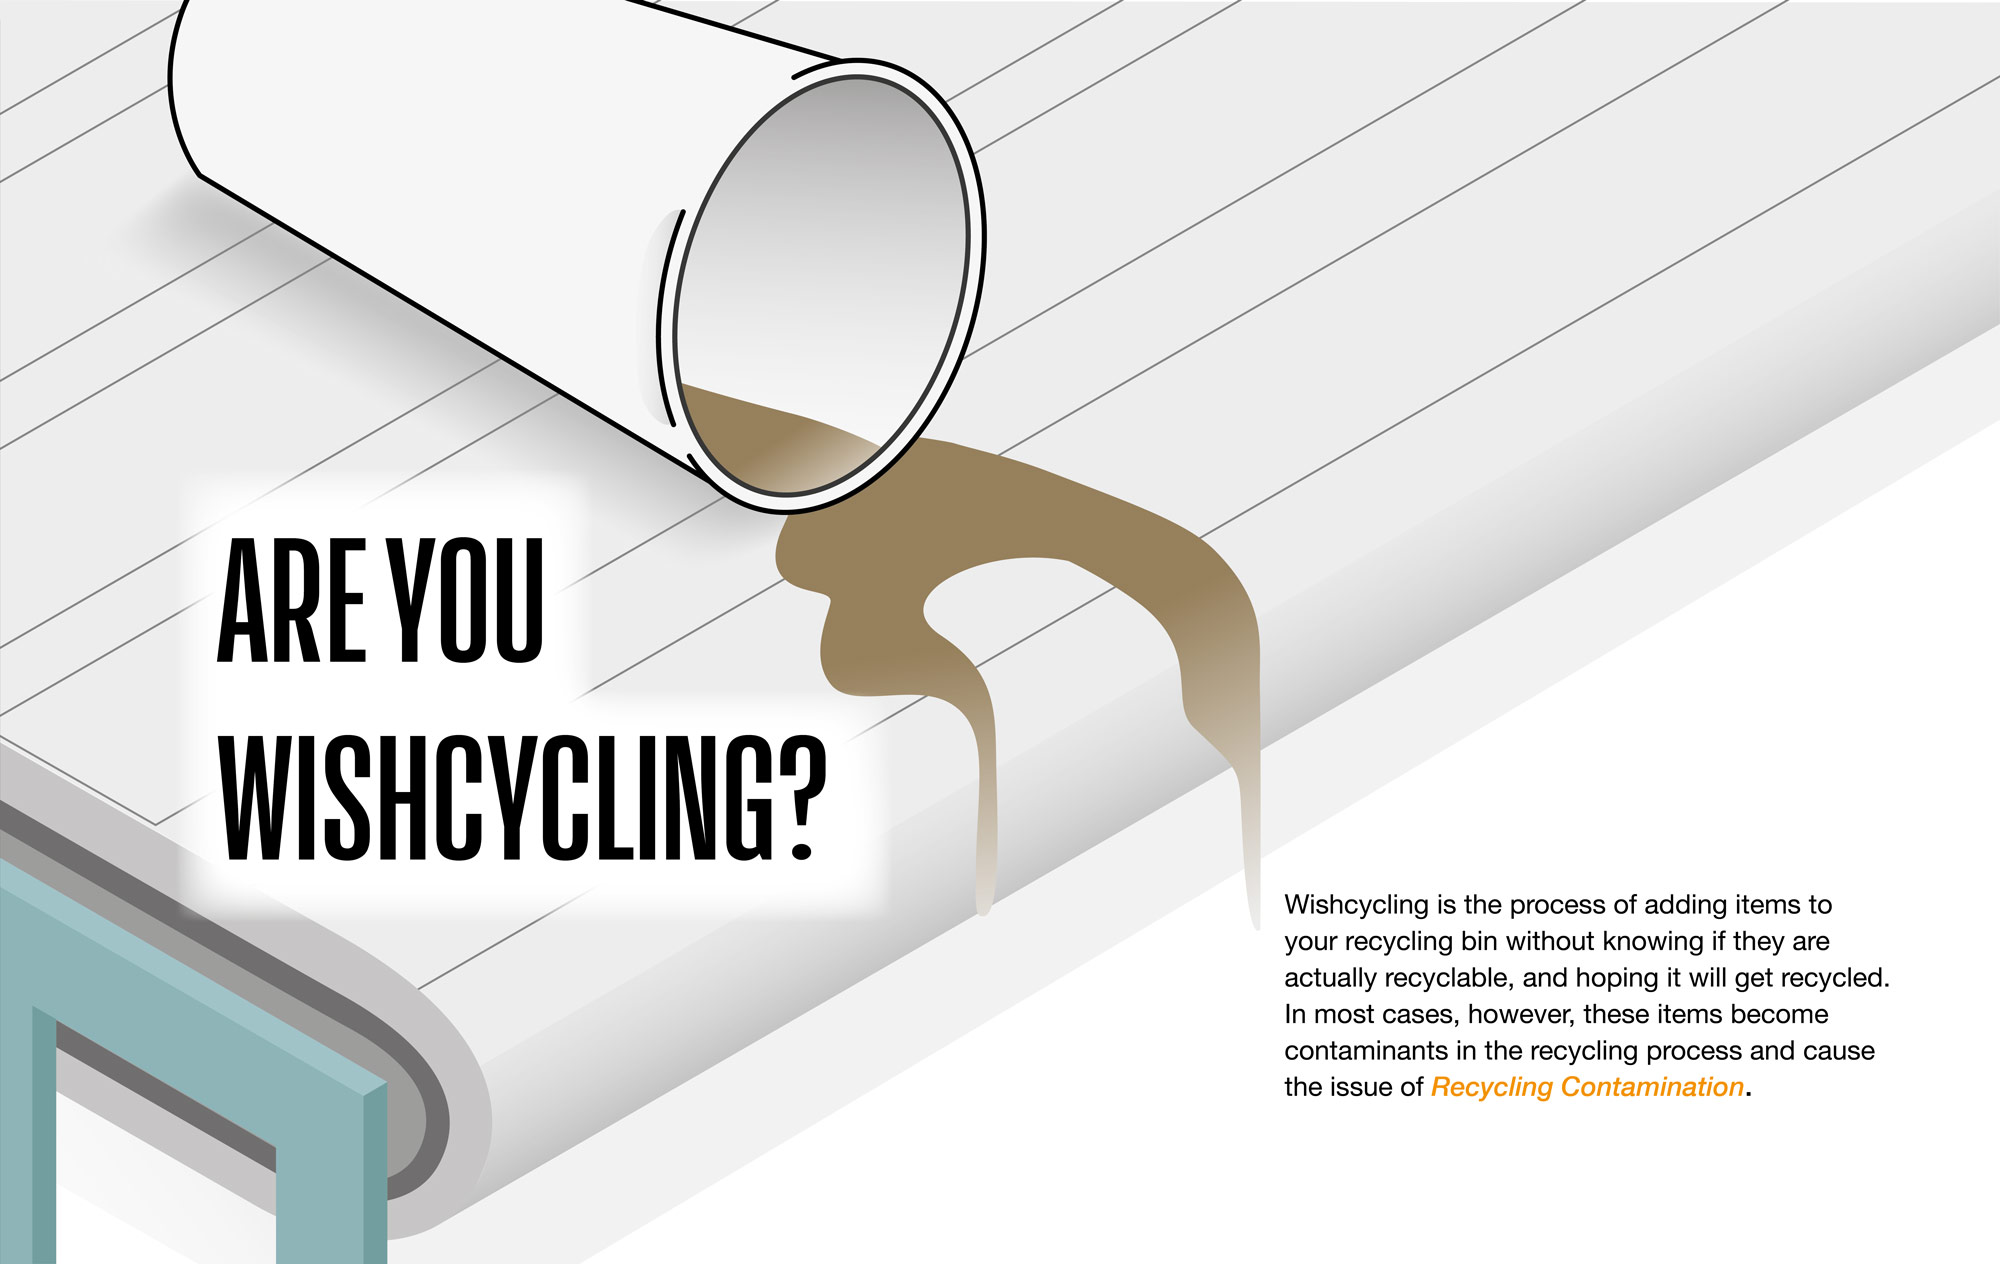 ARE YOU
WISHCYCLING?
Wishcycling is the process of adding items to
your recycling bin without knowing if they are
actually recyclable, and hoping it will get recycled.
In most cases, however, these items become
contaminants in the recycling process and cause
the issue of Recycling Contamination.